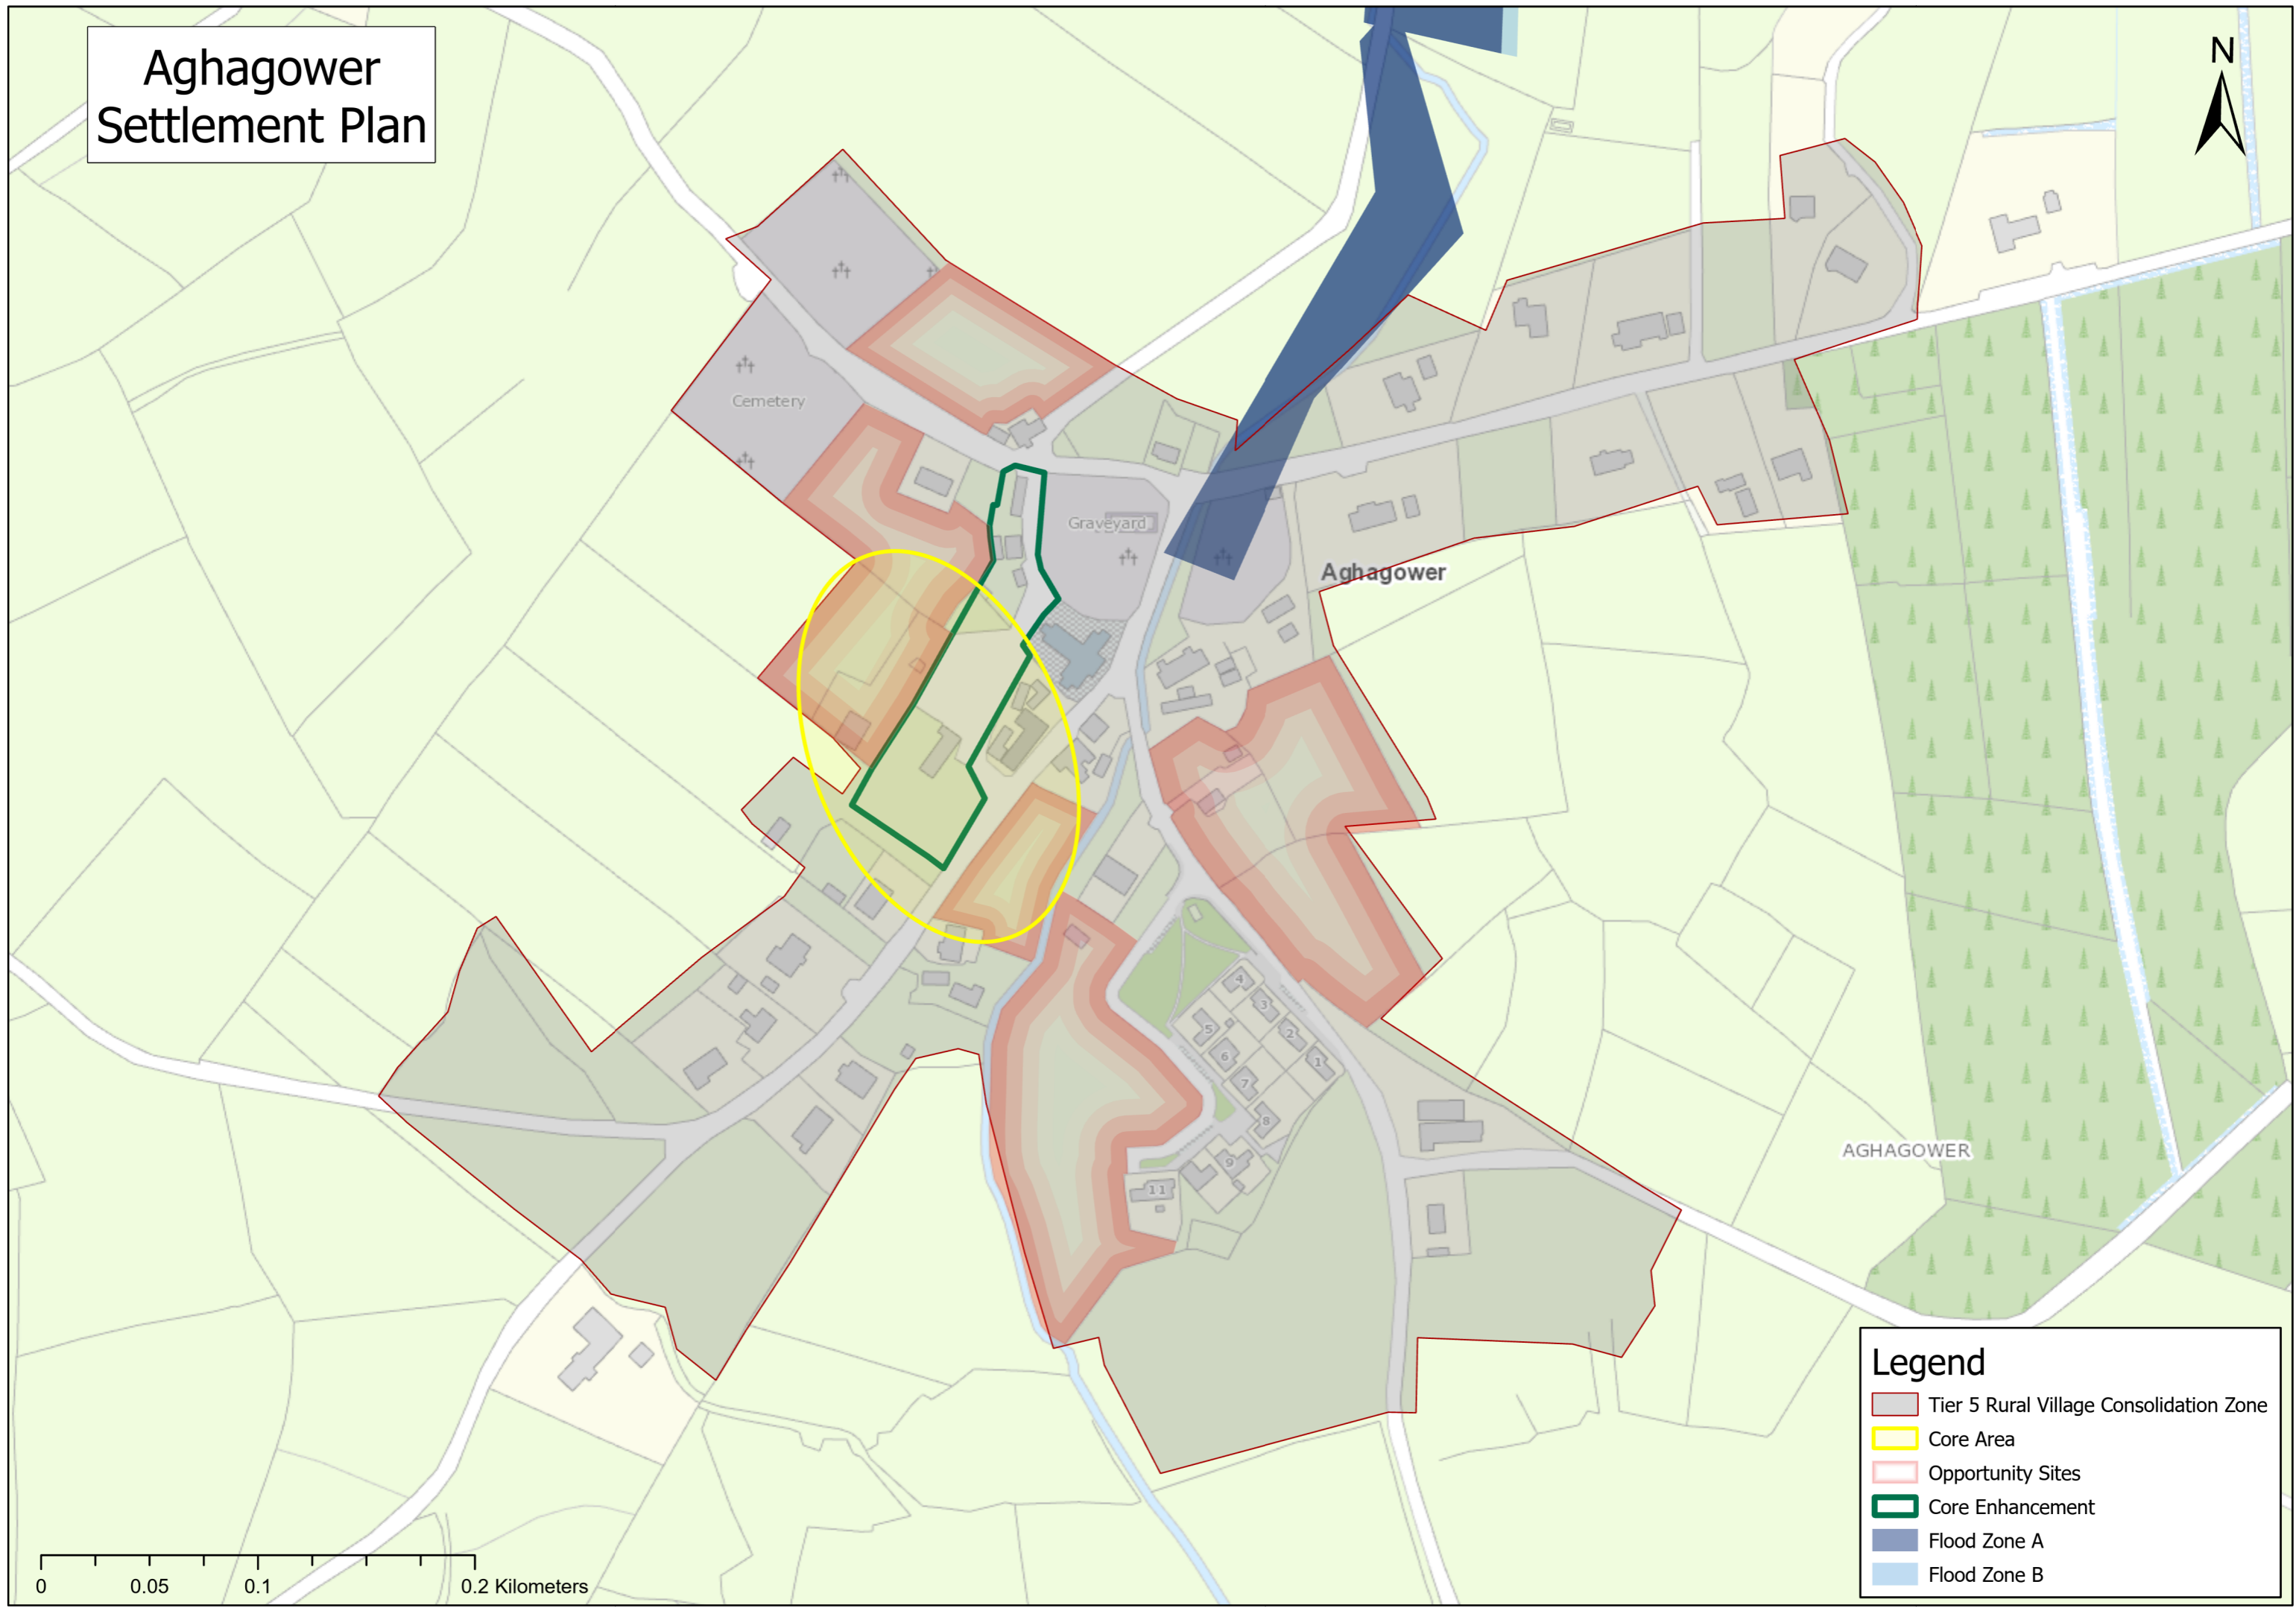 Aghagower
Settlement Plan
N
Cemetery
Graveyard
Aghagower
4
3
5
2
6
1
7
8
9
11
AGHAGOWER
Legend
Tier 5 Rural Village Consolidation Zone
Core Area
Opportunity Sites
Core Enhancement
Flood Zone A
Flood Zone B
0 0.05 0.1 0.2 Kilometers